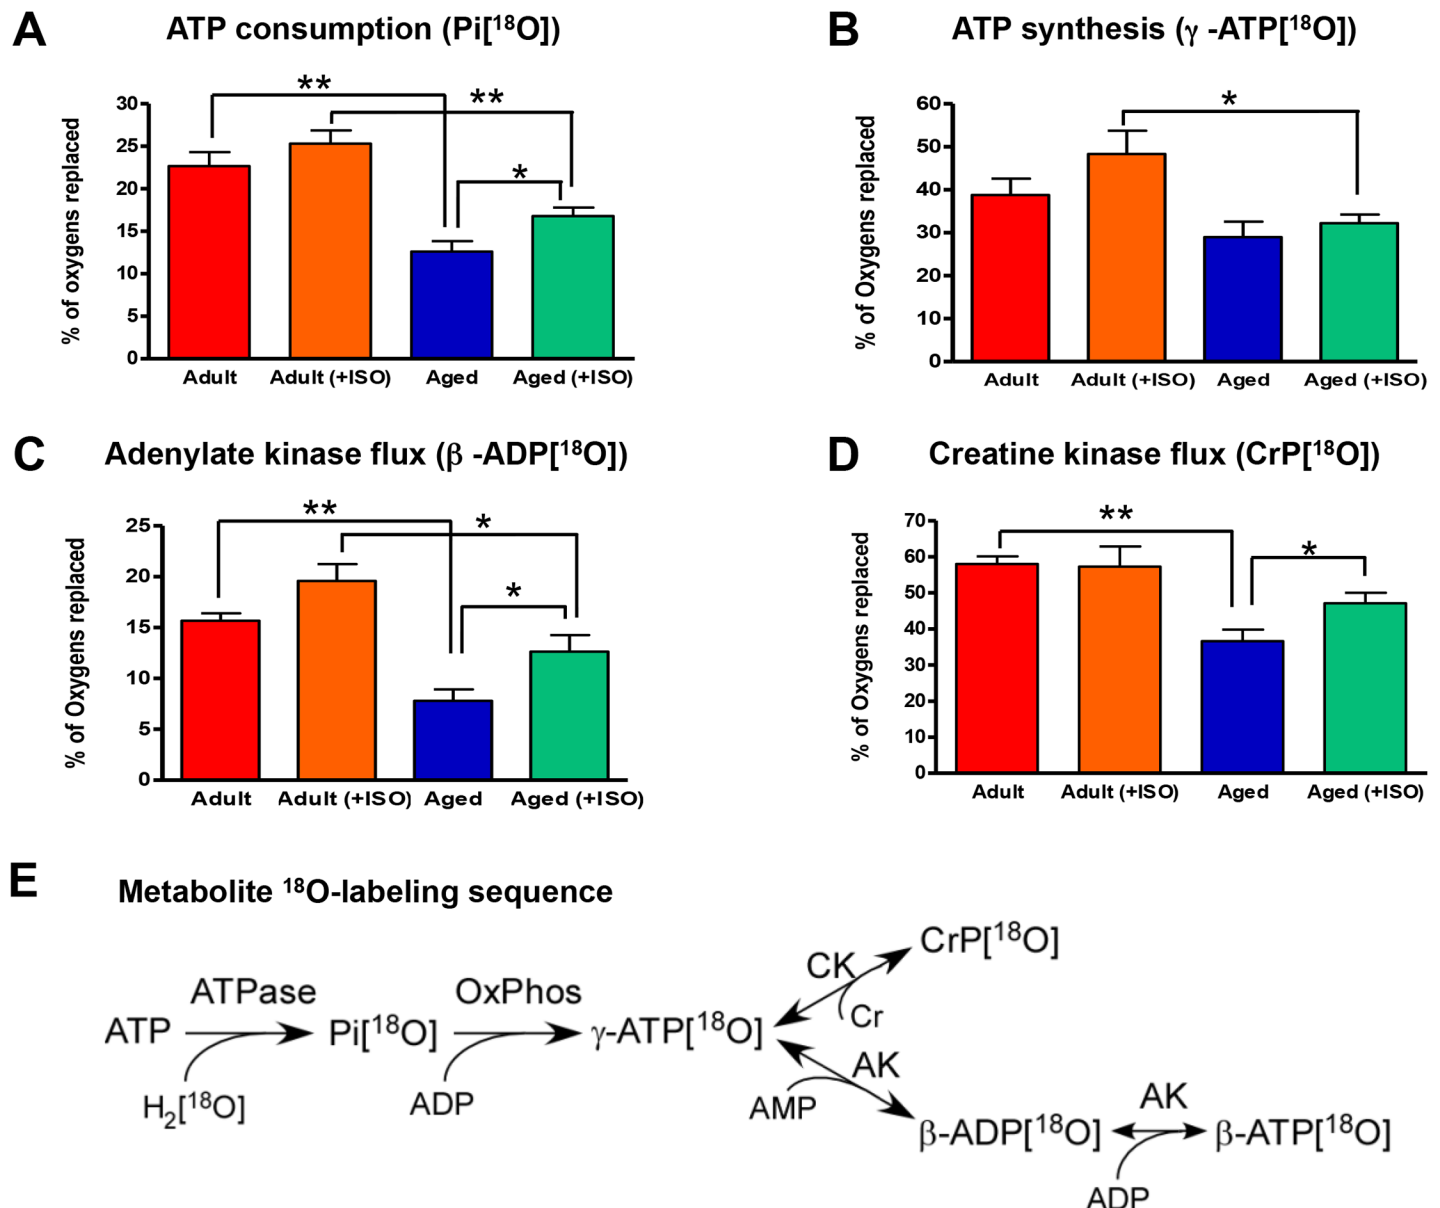 A
ATP consumption (Pi[¹⁸O])
% of oxygens replaced
30
25
20
15
10
5
0
**
**
*
Adult
Adult (+ISO)
Aged
Aged (+ISO)
B
ATP synthesis (γ -ATP[¹⁸O])
% of Oxygens replaced
60
50
40
30
20
10
0
*
Adult
Adult (+ISO)
Aged
Aged (+ISO)
C
Adenylate kinase flux (β -ADP[¹⁸O])
% of Oxygens replaced
25
20
15
10
5
0
**
*
*
Adult
Adult (+ISO)
Aged
Aged (+ISO)
D
Creatine kinase flux (CrP[¹⁸O])
% of Oxygens replaced
70
60
50
40
30
20
10
0
**
*
Adult
Adult (+ISO)
Aged
Aged (+ISO)
E
Metabolite ¹⁸O-labeling sequence
ATP
ATPase
H₂[¹⁸O]
Pi[¹⁸O]
OxPhos
ADP
γ-ATP[¹⁸O]
CK
Cr
CrP[¹⁸O]
AK
AMP
β-ADP[¹⁸O]
AK
ADP
β-ATP[¹⁸O]